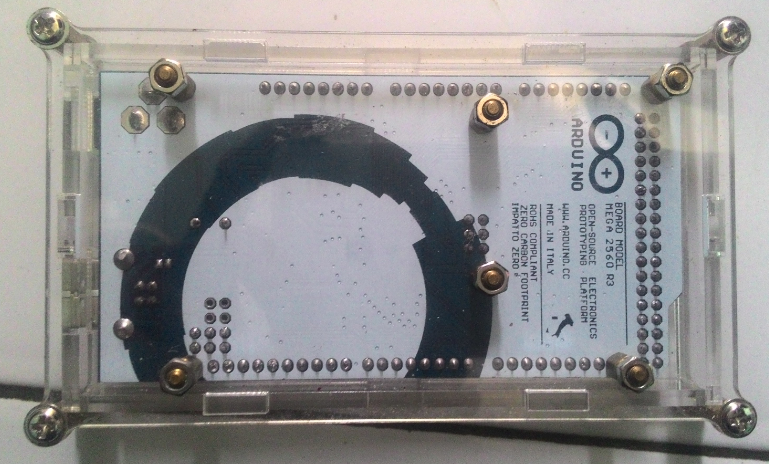 ARDUINO
BOARD MODEL
MEGA 2560 R3
OPEN-SOURCE ELECTRONICS
PROTOTYPING PLATFORM
WWW.ARDUINO.CC
MADE IN ITALY
ROHS COMPLIANT
ZERO CARBON FOOTPRINT
IMPATTO ZERO